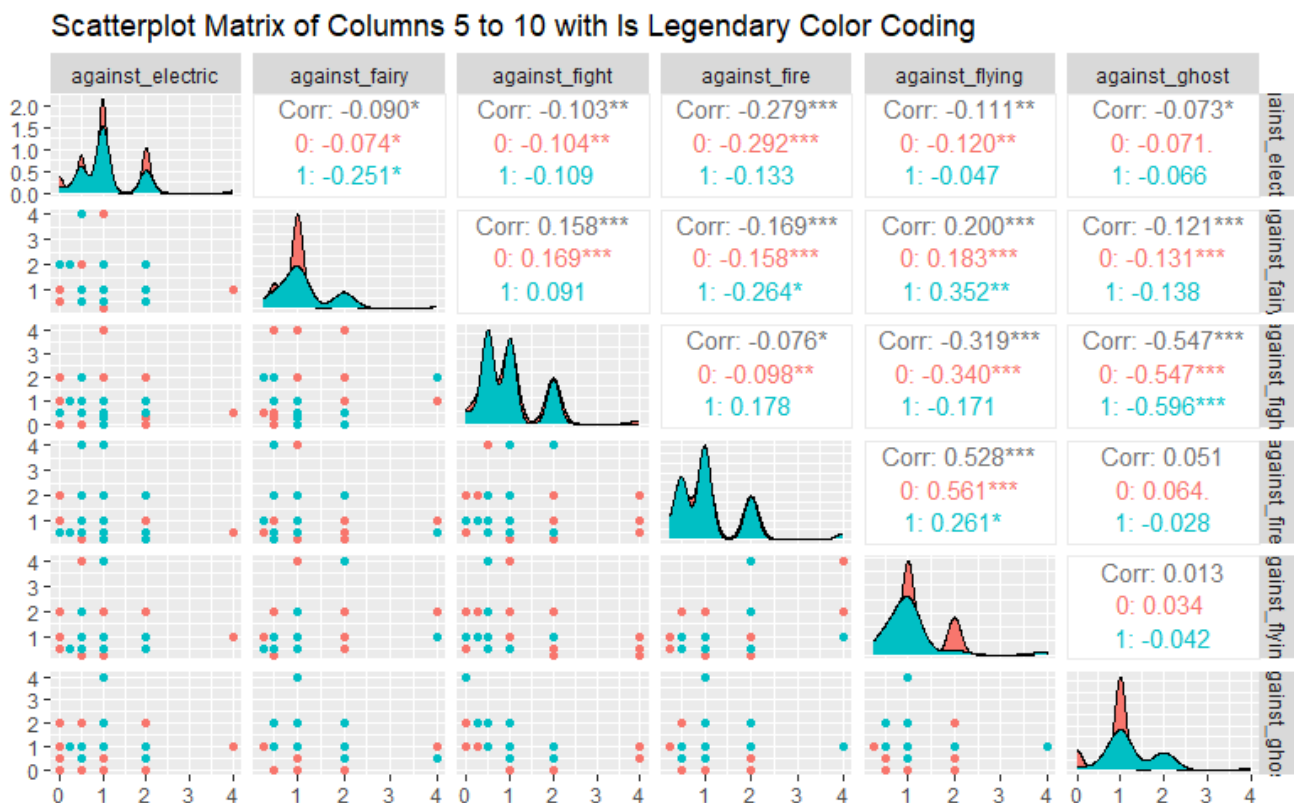 Scatterplot Matrix of Columns 5 to 10 with Is Legendary Color Coding
against_electric against_fairy against_fight against_fire against_flying against_ghost
2.0
1.5
1.0
0.5
0.0
Corr: -0.090* Corr: -0.103** Corr: -0.279*** Corr: -0.111** Corr: -0.073*
0: -0.074* 0: -0.104** 0: -0.292*** 0: -0.120** 0: -0.071.
1: -0.251* 1: -0.109 1: -0.133 1: -0.047 1: -0.066
ainst_elect
4
3
2
1
Corr: 0.158*** Corr: -0.169*** Corr: 0.200*** Corr: -0.121***
0: 0.169*** 0: -0.158*** 0: 0.183*** 0: -0.131***
1: 0.091 1: -0.264* 1: 0.352** 1: -0.138
gainst_fairy
4
3
2
1
0
Corr: -0.076* Corr: -0.319*** Corr: -0.547***
0: -0.098** 0: -0.340*** 0: -0.547***
1: 0.178 1: -0.171 1: -0.596***
against_figh
4
3
2
1
Corr: 0.528*** Corr: 0.051
0: 0.561*** 0: 0.064.
1: 0.261* 1: -0.028
against_fire
4
3
2
1
Corr: 0.013
0: 0.034
1: -0.042
gainst_flyin
4
3
2
1
0
gainst_ghos
0 1 2 3 4 0 1 2 3 4 0 1 2 3 4 0 1 2 3 4 0 1 2 3 4 0 1 2 3 4